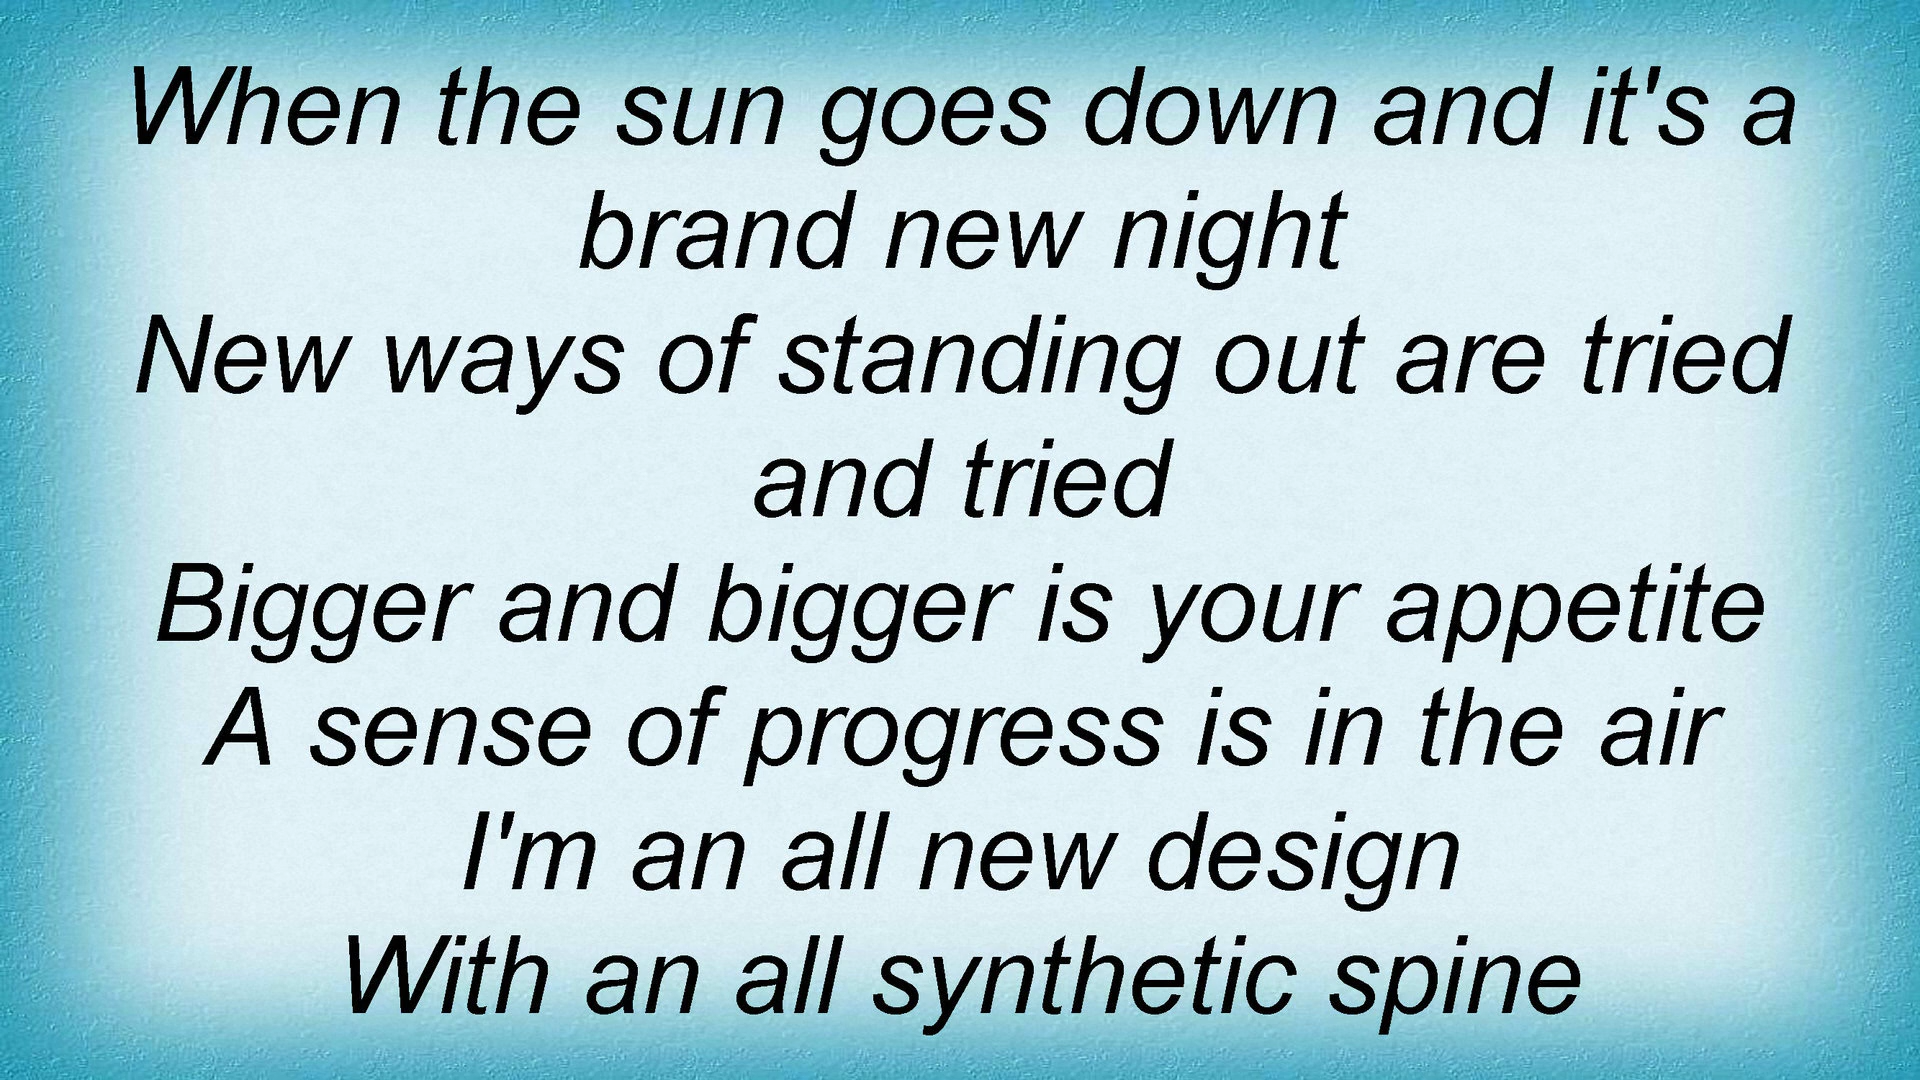 When the sun goes down and it's a
brand new night
New ways of standing out are tried
and tried
Bigger and bigger is your appetite
A sense of progress is in the air
I'm an all new design
With an all synthetic spine